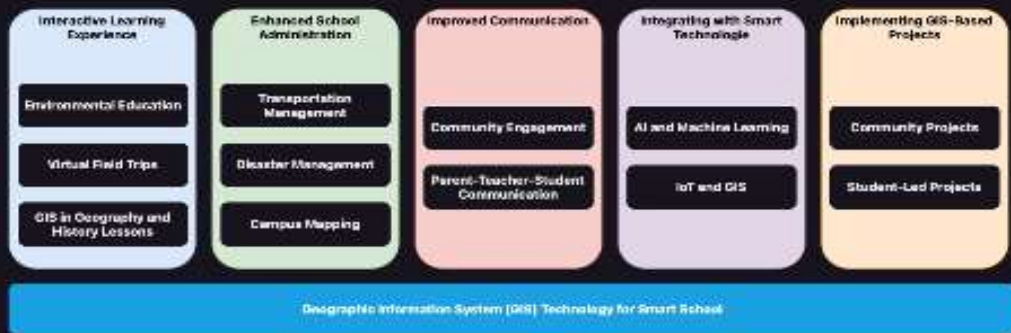 Interactive Learning
Experience
Environmental Education
Virtual Field Trips
GIS in Geography and
History Lessons
Enhanced School
Administration
Transportation
Management
Disaster Management
Campus Mapping
Improved Communication
Community Engagement
Parent-Teacher-Student
Communication
Integrating with Smart
Technologie
AI and Machine Learning
IoT and GIS
Implementing GIS-Based
Projects
Community Projects
Student-Led Projects
Geographic Information System (GIS) Technology for Smart School